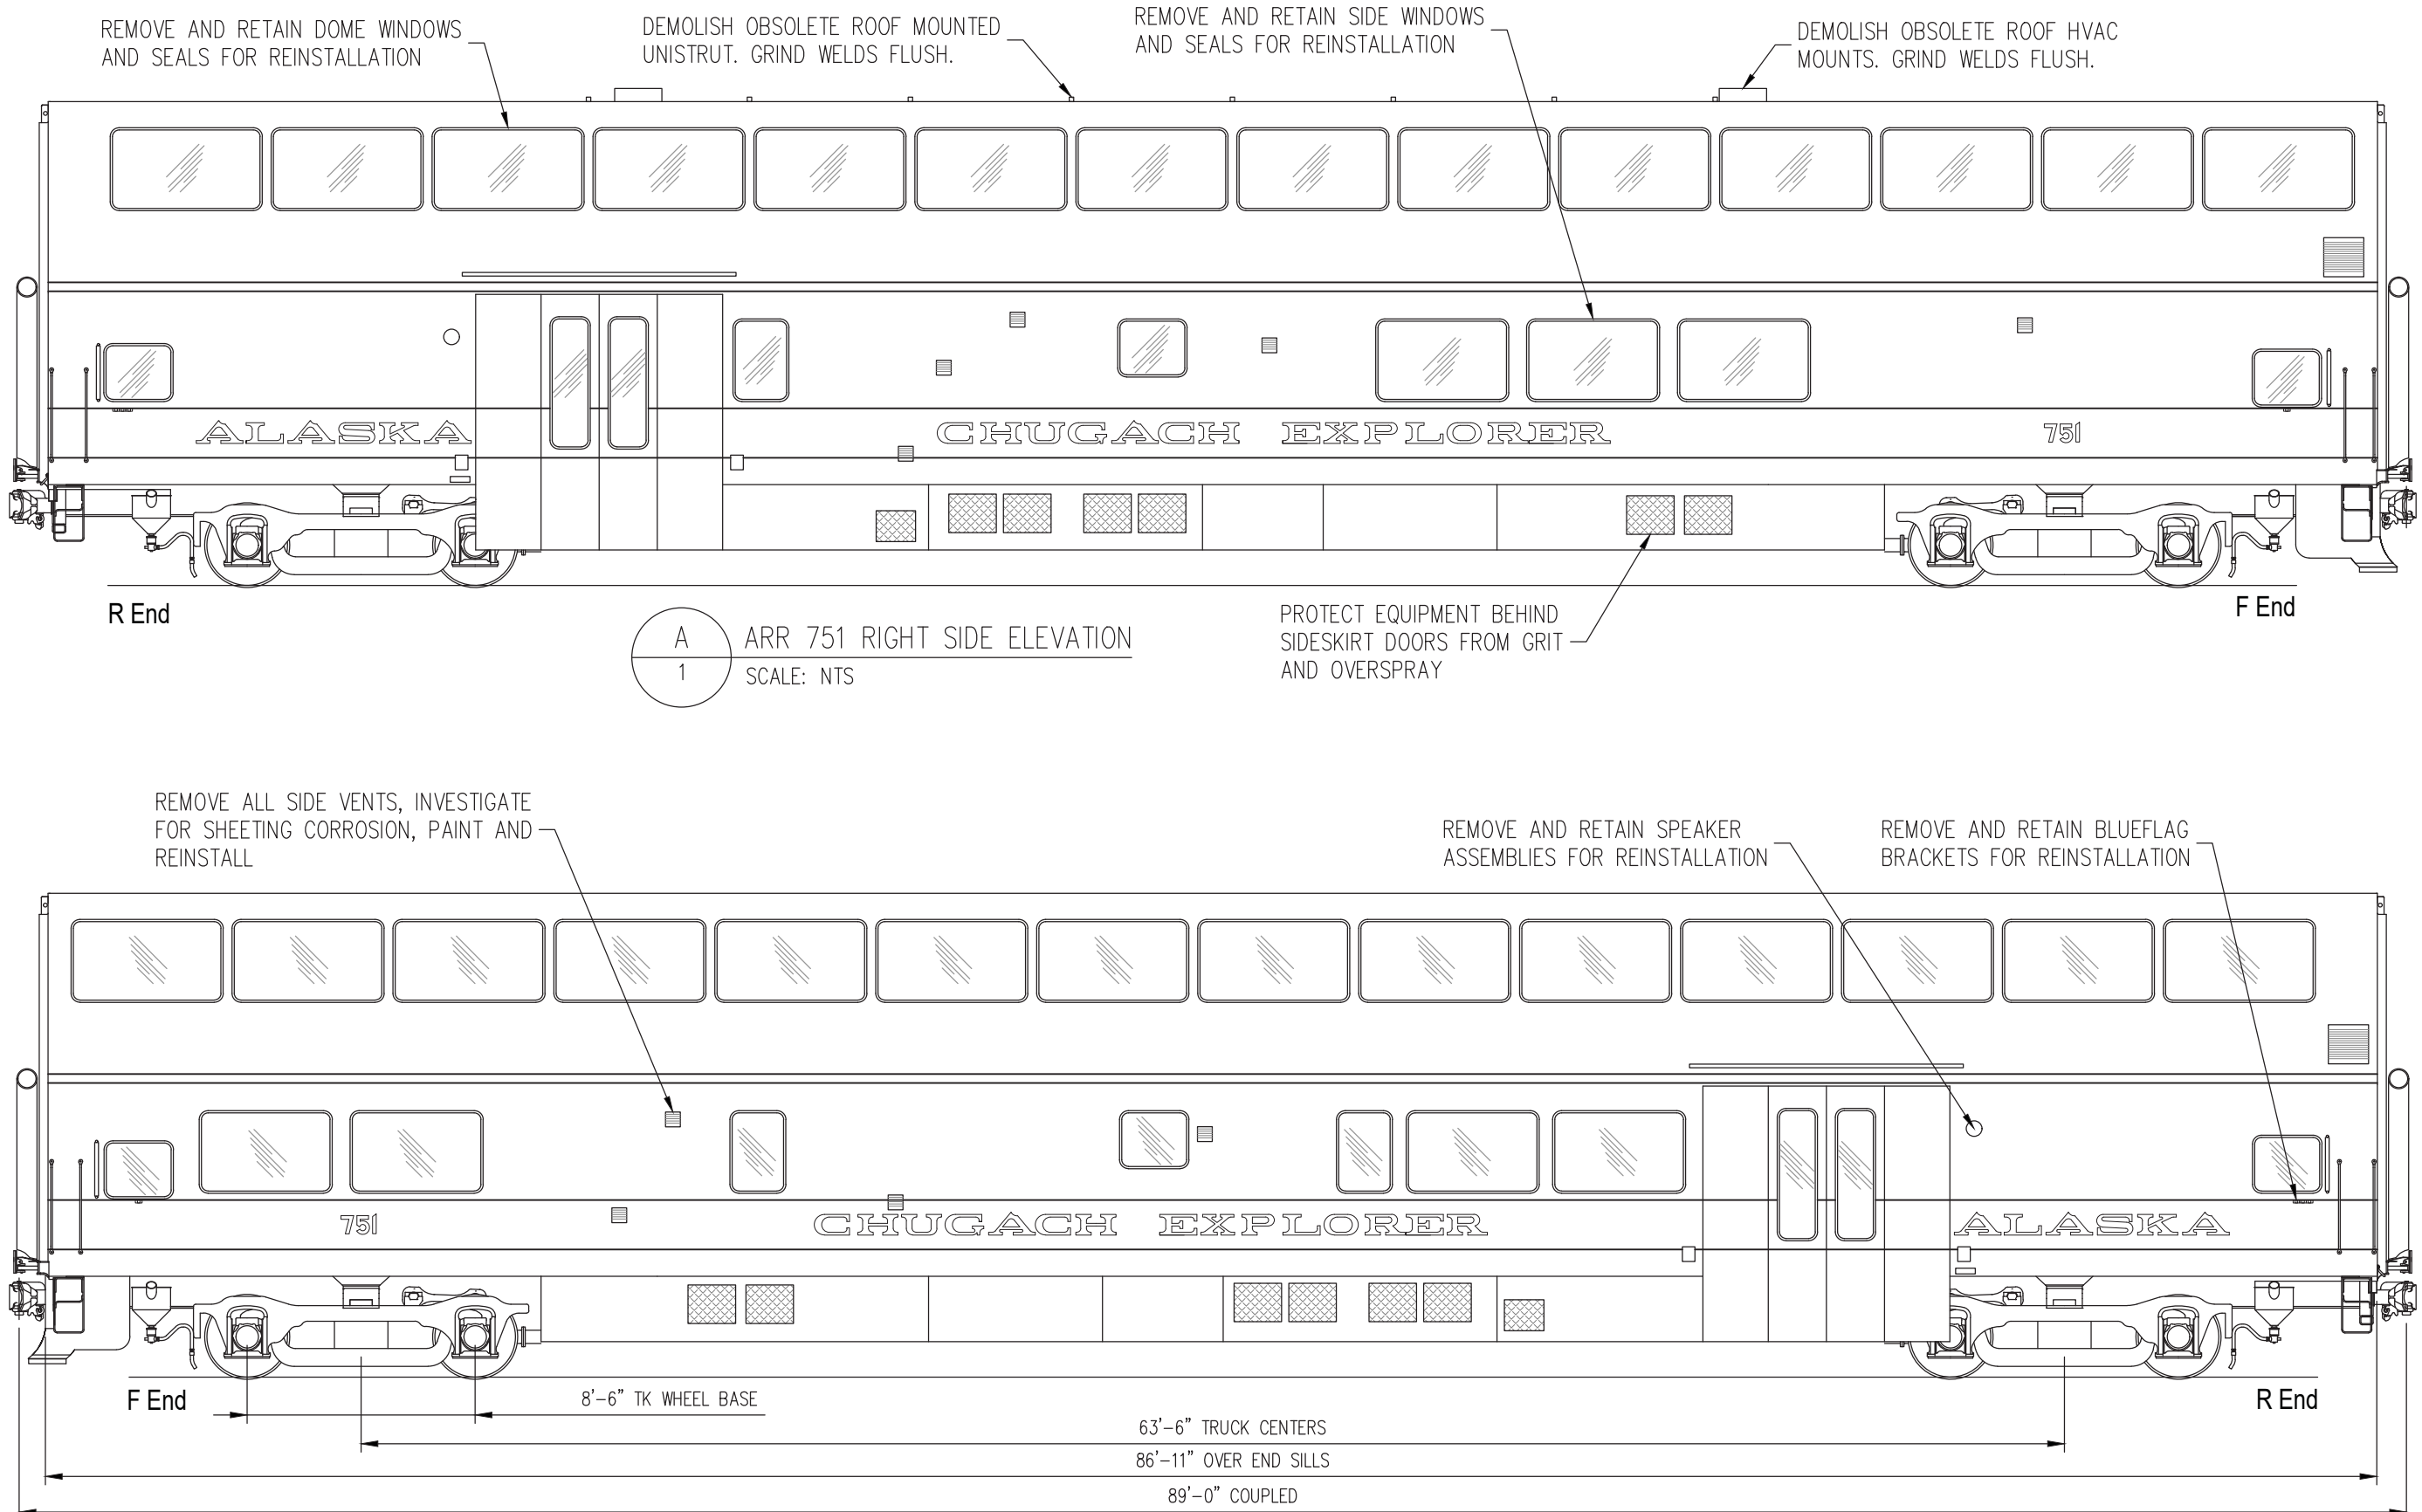 REMOVE AND RETAIN DOME WINDOWS
AND SEALS FOR REINSTALLATION
DEMOLISH OBSOLETE ROOF MOUNTED
UNISTRUT. GRIND WELDS FLUSH.
REMOVE AND RETAIN SIDE WINDOWS
AND SEALS FOR REINSTALLATION
DEMOLISH OBSOLETE ROOF HVAC
MOUNTS. GRIND WELDS FLUSH.
ALASKA
CHUGACH EXPLORER
751
R End
F End
A
1
ARR 751 RIGHT SIDE ELEVATION
SCALE: NTS
PROTECT EQUIPMENT BEHIND
SIDESKIRT DOORS FROM GRIT
AND OVERSPRAY
REMOVE ALL SIDE VENTS, INVESTIGATE
FOR SHEETING CORROSION, PAINT AND
REINSTALL
REMOVE AND RETAIN SPEAKER
ASSEMBLIES FOR REINSTALLATION
REMOVE AND RETAIN BLUEFLAG
BRACKETS FOR REINSTALLATION
751
CHUGACH EXPLORER
ALASKA
F End
R End
8'-6" TK WHEEL BASE
63'-6" TRUCK CENTERS
86'-11" OVER END SILLS
89'-0" COUPLED